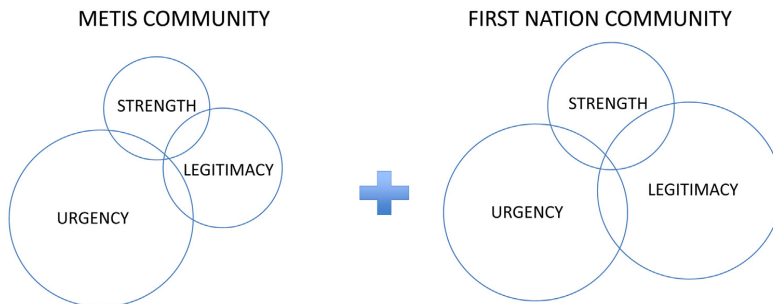 METIS COMMUNITY
STRENGTH
LEGITIMACY
URGENCY
FIRST NATION COMMUNITY
STRENGTH
LEGITIMACY
URGENCY